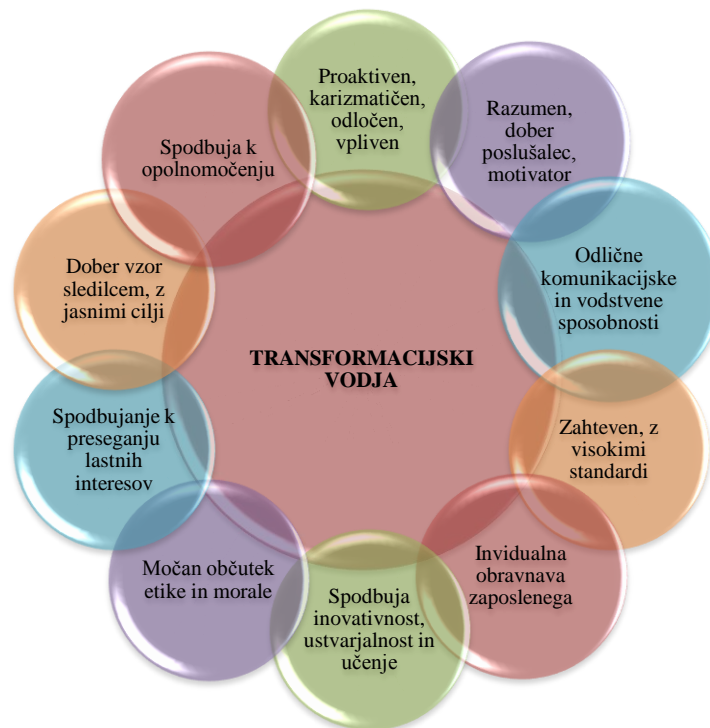 Proaktiven,
karizmatičen,
odločen,
vpliven
Razumen,
dober
poslušalec,
motivator
Odlične
komunikacijske
in vodstvene
sposobnosti
Zahteven, z
visokimi
standardi
Invidualna
obravnava
zaposlenega
Spodbuja
inovativnost,
ustvarjalnost in
učenje
Močan občutek
etike in morale
Spodbujanje k
preseganju
lastnih
interesov
Dober vzor
sledilcem, z
jasnimi cilji
Spodbuja k
opolnomočenju
TRANSFORMACIJSKI
VODJA